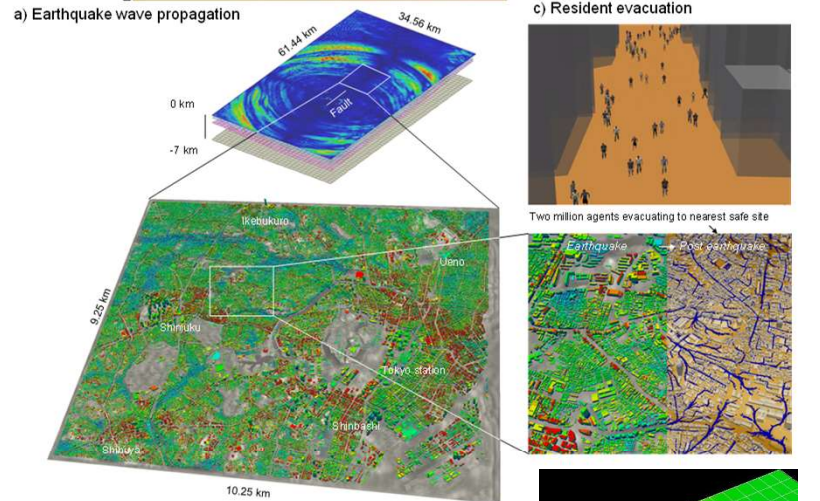 a) Earthquake wave propagation
61.44 km
34.56 km
0 km
-7 km
Fault
Ikebukuro
Ueno
9.25 km
Shinjuku
Tokyo station
Shinbashi
Shibuya
10.25 km
c) Resident evacuation
Two million agents evacuating to nearest safe site
Earthquake
Post earthquake